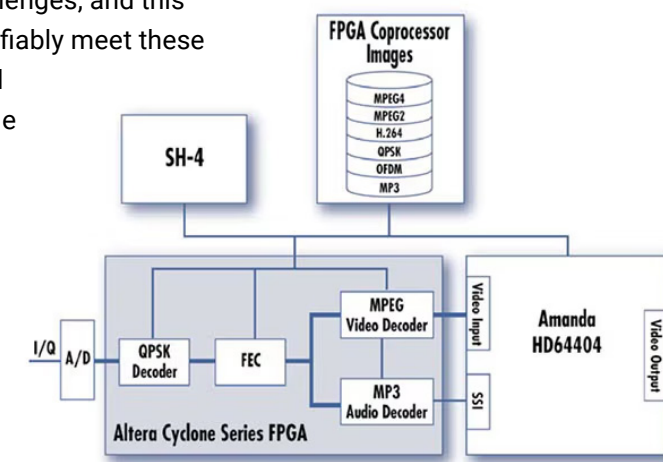 enges, and this
fiably meet these
e
FPGA Coprocessor
Images
MPEG4
MPEG2
H.264
QPSK
OFDM
MP3
SH-4
I/Q
A/D
QPSK
Decoder
FEC
MPEG
Video Decoder
MP3
Audio Decoder
Altera Cyclone Series FPGA
Video Input
SSI
Amanda
HD64404
Video Output